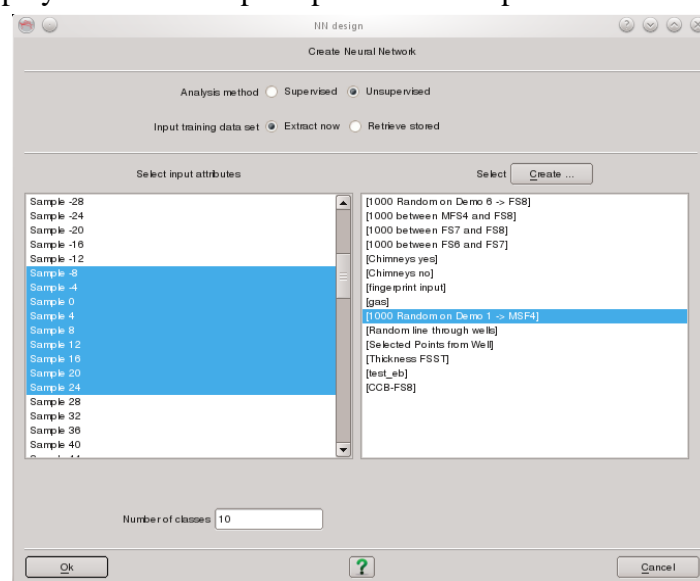 NN design
Create Neural Network
Analysis method Supervised Unsupervised
Input training data set Extract now Retrieve stored
Select input attributes
Select Create ...
Sample -28
Sample -24
Sample -20
Sample -16
Sample -12
Sample -8
Sample -4
Sample 0
Sample 4
Sample 8
Sample 12
Sample 16
Sample 20
Sample 24
Sample 28
Sample 32
Sample 36
Sample 40
[1000 Random on Demo 6 -> FS8]
[1000 between MFS4 and FS8]
[1000 between FS7 and FS8]
[1000 between FS6 and FS7]
[Chimneys yes]
[Chimneys no]
[fingerprint input]
[gas]
[1000 Random on Demo 1 -> MSF4]
[Random line through wells]
[Selected Points from Well]
[Thickness FSST]
[test_eb]
[CCB-FS8]
Number of classes 10
Ok ? Cancel